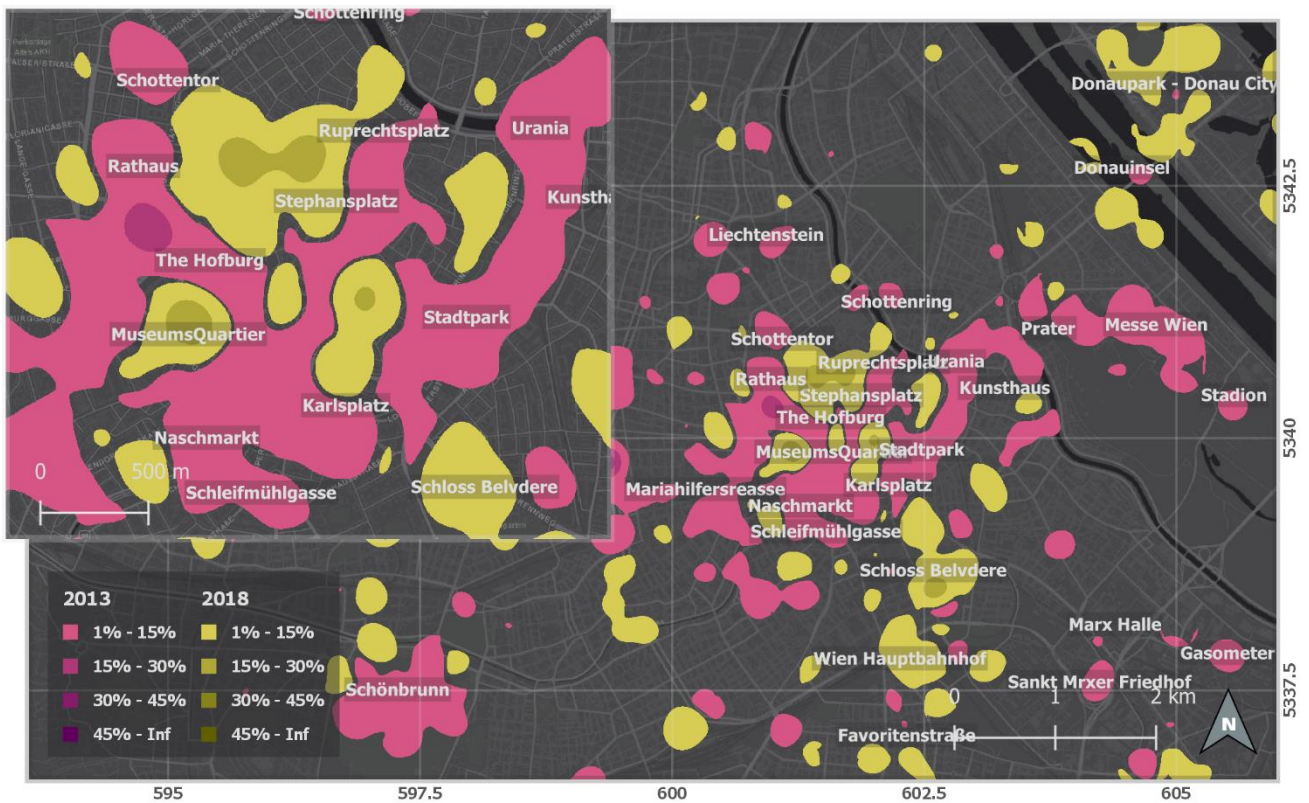 Schottenring
Schottentor
Ruprechtsplatz
Urania
Rathaus
Kunstha
Stephansplatz
The Hofburg
Stadtpark
MuseumsQuartier
Karlsplatz
Naschmarkt
0 500 m
Schleifmühlgasse
Schloss Belvdere
Donaupark - Donau City
Donauinsel
5342.5
Liechtenstein
Schottenring
Prater
Messe Wien
Schottentor
Ruprechtsplatz
Urania
Rathaus
Stephansplatz
Kunsthaus
Stadion
The Hofburg
MuseumsQuartier
Stadtpark
5340
Mariahilfersreasse
Karlsplatz
Naschmarkt
Schleifmühlgasse
Schloss Belvdere
Marx Halle
Wien Hauptbahnhof
Gasometer
Sankt Mrxer Friedhof
Schönbrunn
5337.5
Favoritenstraße
0 1 2 km
N
2013 2018
1% - 15% 1% - 15%
15% - 30% 15% - 30%
30% - 45% 30% - 45%
45% - Inf 45% - Inf
595 597.5 600 602.5 605